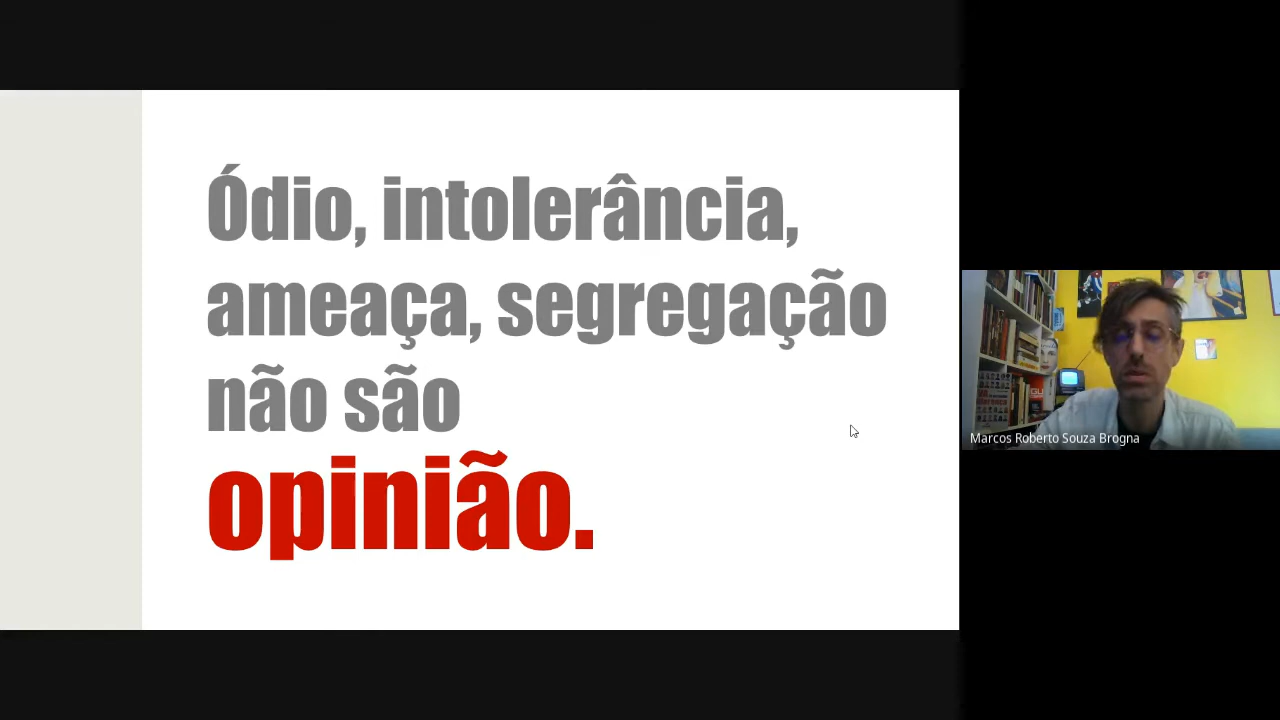 Ódio, intolerância,
ameaça, segregação
não são
opinião.
Marcos Roberto Souza Brogna